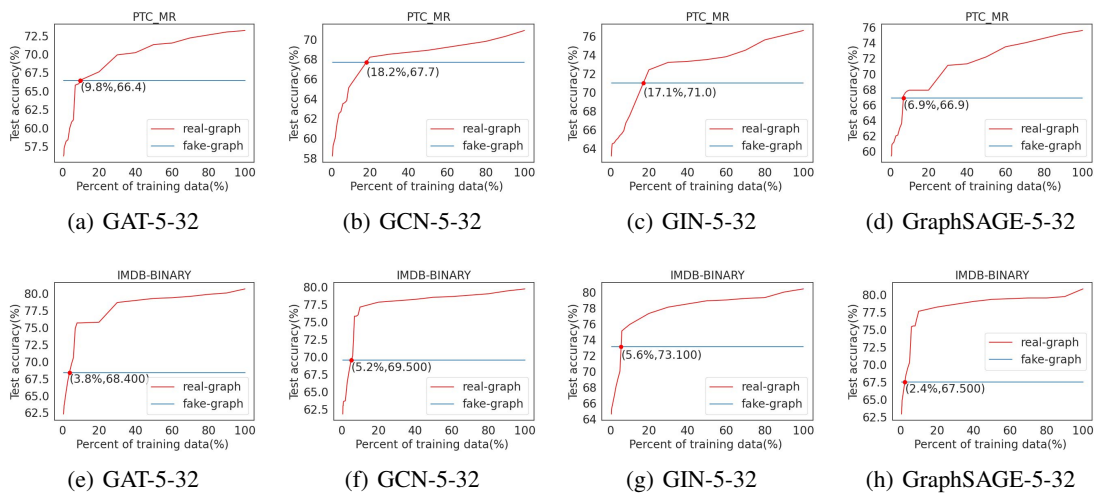 PTC_MR
Test accuracy(%)
72.5
70.0
67.5
65.0
62.5
60.0
57.5
(9.8%,66.4)
real-graph
fake-graph
0 20 40 60 80 100
Percent of training data(%)
(a) GAT-5-32
PTC_MR
Test accuracy(%)
70
68
66
64
62
60
58
(18.2%,67.7)
real-graph
fake-graph
0 20 40 60 80 100
Percent of training data(%)
(b) GCN-5-32
PTC_MR
Test accuracy(%)
76
74
72
70
68
66
64
(17.1%,71.0)
real-graph
fake-graph
0 20 40 60 80 100
Percent of training data(%)
(c) GIN-5-32
PTC_MR
Test accuracy(%)
74
72
70
68
66
64
62
60
(6.9%,66.9)
real-graph
fake-graph
0 20 40 60 80 100
Percent of training data(%)
(d) GraphSAGE-5-32
IMDB-BINARY
Test accuracy(%)
80.0
77.5
75.0
72.5
70.0
67.5
65.0
62.5
(3.8%,68.400)
real-graph
fake-graph
0 20 40 60 80 100
Percent of training data(%)
(e) GAT-5-32
IMDB-BINARY
Test accuracy(%)
80.0
77.5
75.0
72.5
70.0
67.5
65.0
62.5
(5.2%,69.500)
real-graph
fake-graph
0 20 40 60 80 100
Percent of training data(%)
(f) GCN-5-32
IMDB-BINARY
Test accuracy(%)
80
78
76
74
72
70
68
66
64
(5.6%,73.100)
real-graph
fake-graph
0 20 40 60 80 100
Percent of training data(%)
(g) GIN-5-32
IMDB-BINARY
Test accuracy(%)
80.0
77.5
75.0
72.5
70.0
67.5
65.0
62.5
real-graph
fake-graph
(2.4%,67.500)
0 20 40 60 80 100
Percent of training data(%)
(h) GraphSAGE-5-32